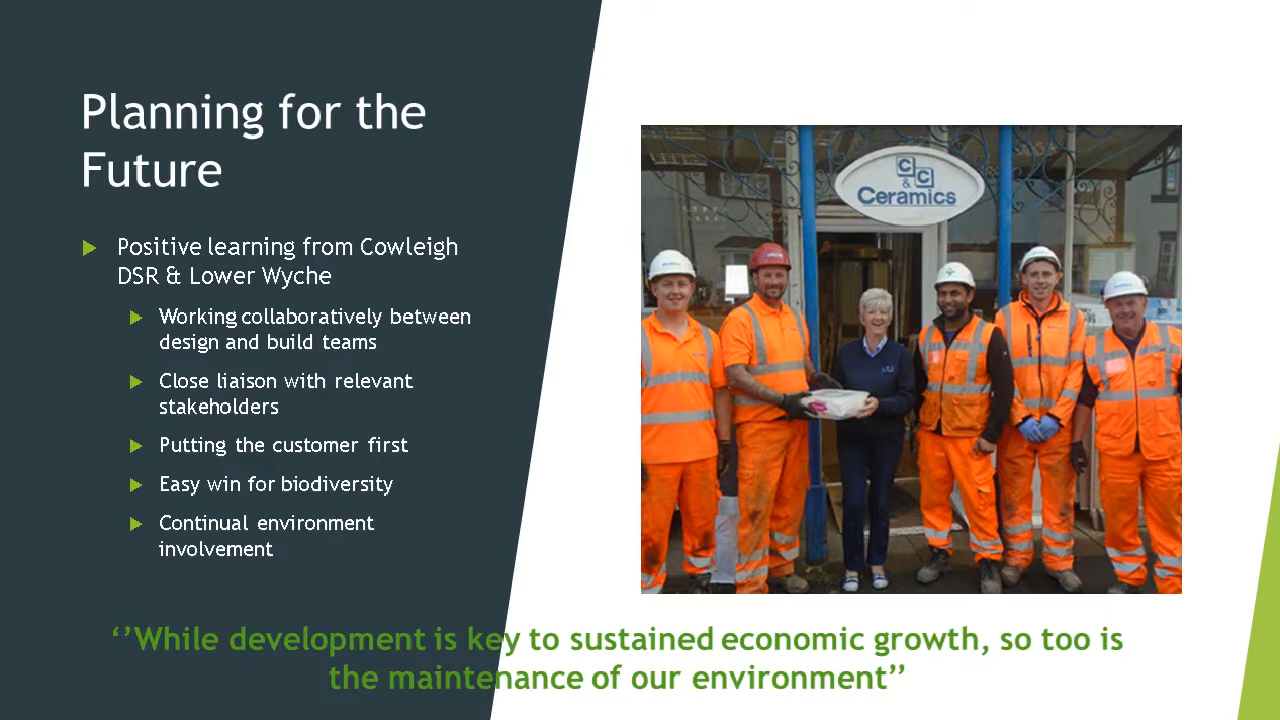 Planning for the
Future
Positive learning from Cowleigh
DSR & Lower Wyche
Working collaboratively between
design and build teams
Close liaison with relevant
stakeholders
Putting the customer first
Easy win for biodiversity
Continual environment
involvement
C
&
C
Ceramics
‘’While development is key to sustained economic growth, so too is
the maintenance of our environment’’